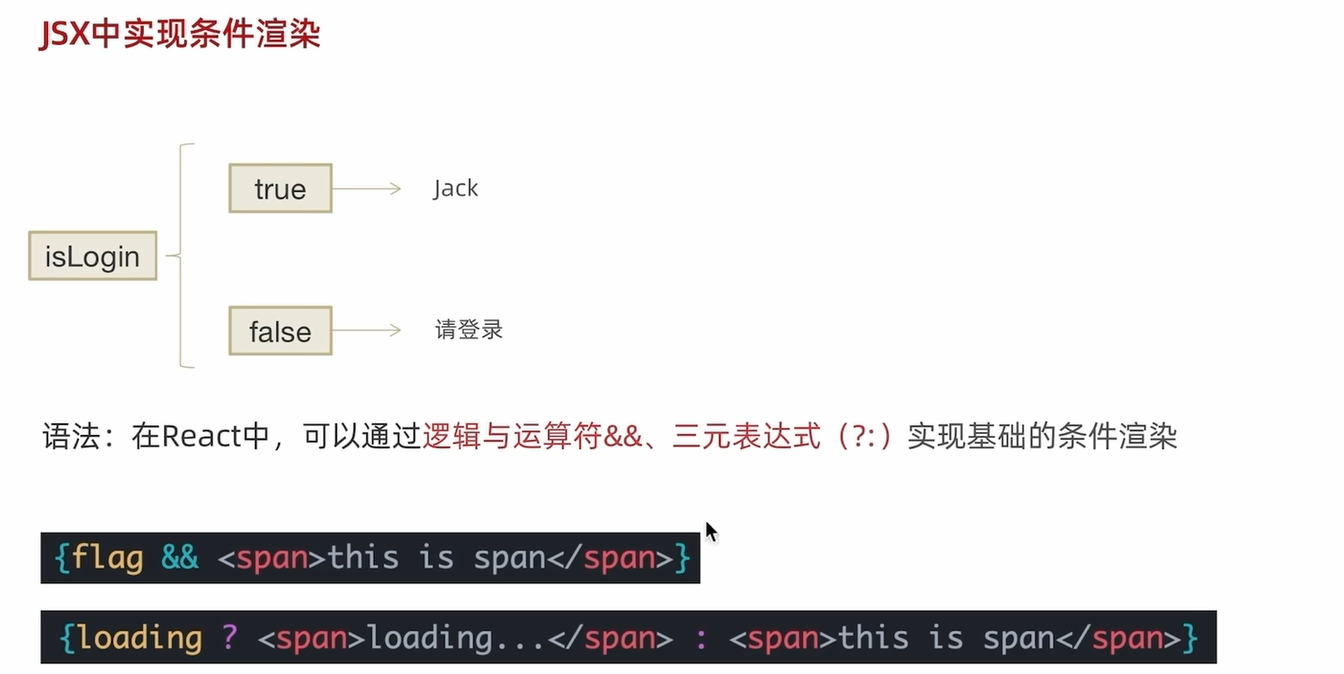 JSX中实现条件渲染
true
Jack
isLogin
false
请登录
语法：在React中，可以通过逻辑与运算符&&、三元表达式（?:）实现基础的条件渲染
{flag && <span>this is span</span>}
{loading ? <span>loading...</span> : <span>this is span</span>}